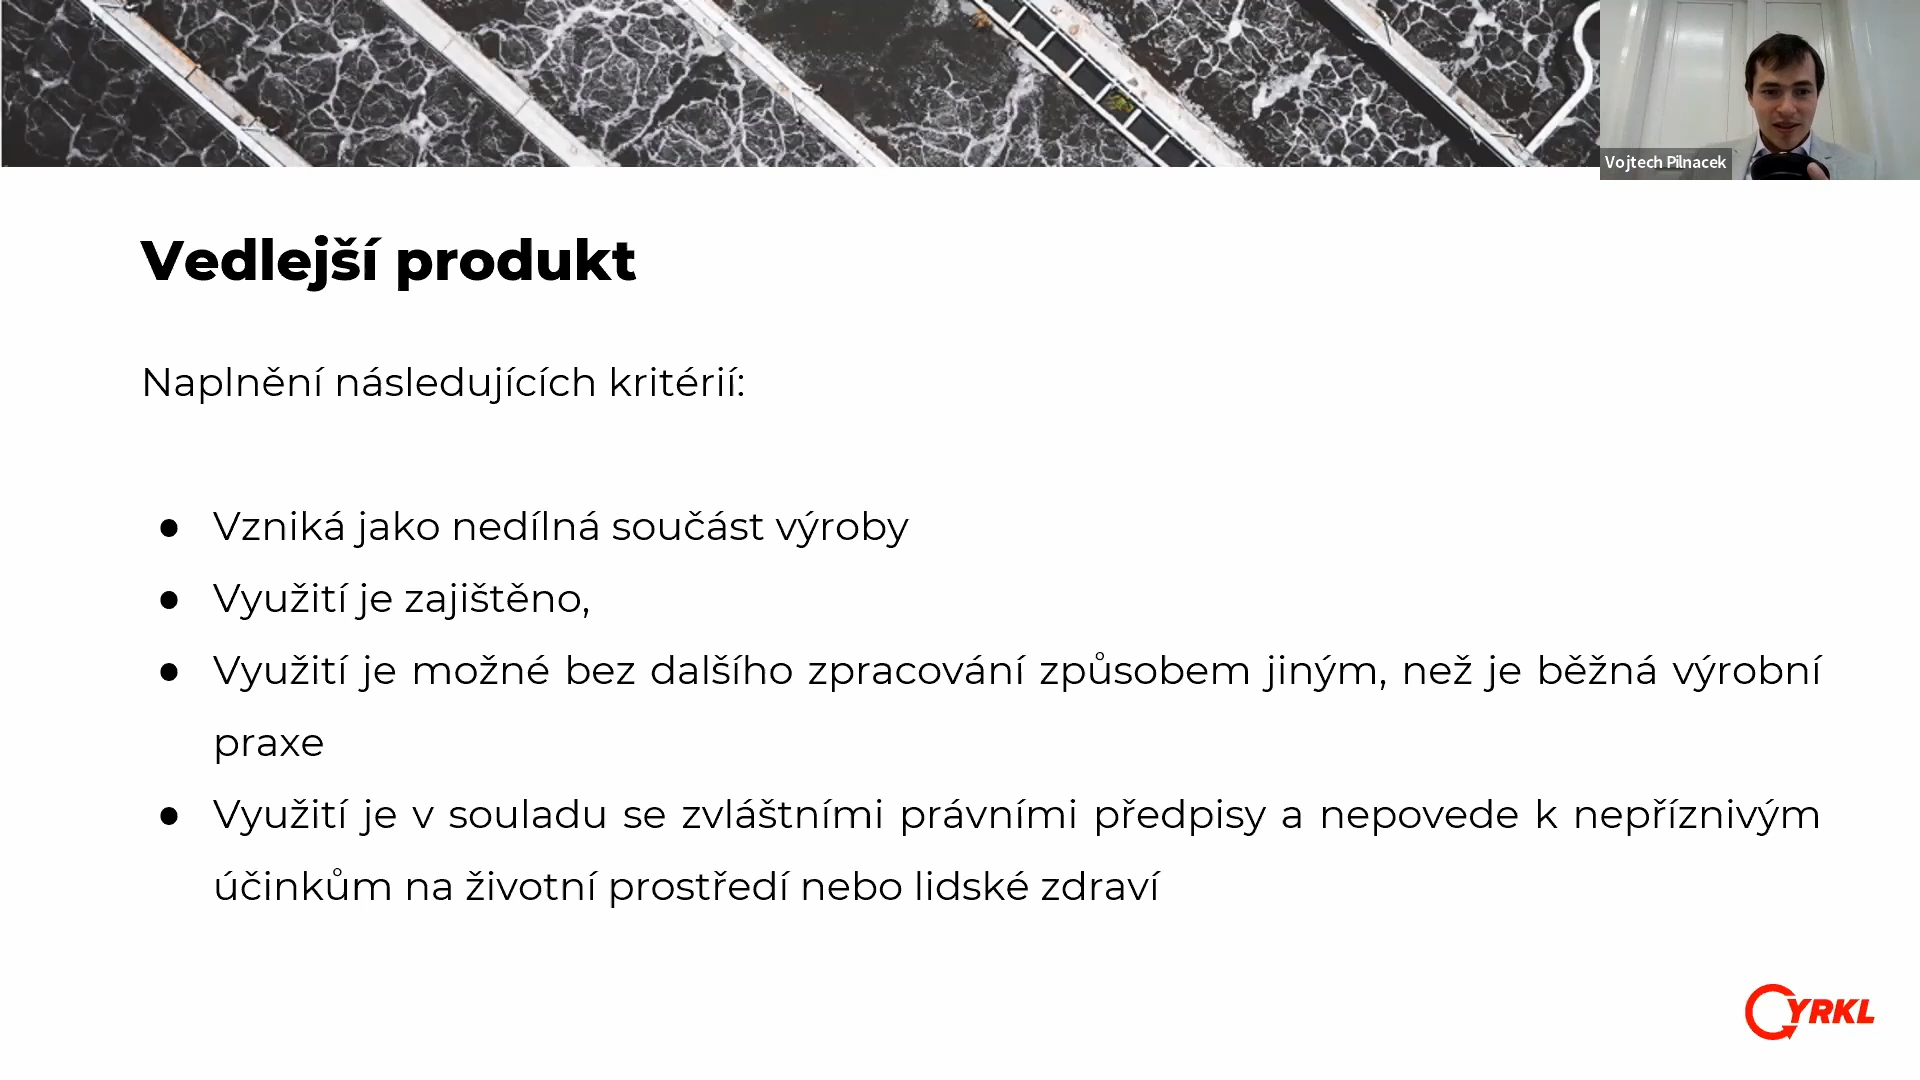 Vojtech Pilnacek
Vedlejší produkt
Naplnění následujících kritérií:
● Vzniká jako nedílná součást výroby
● Využití je zajištěno,
● Využití je možné bez dalšího zpracování způsobem jiným, než je běžná výrobní
praxe
● Využití je v souladu se zvláštními právními předpisy a nepovede k nepříznivým
účinkům na životní prostředí nebo lidské zdraví
CYRKL